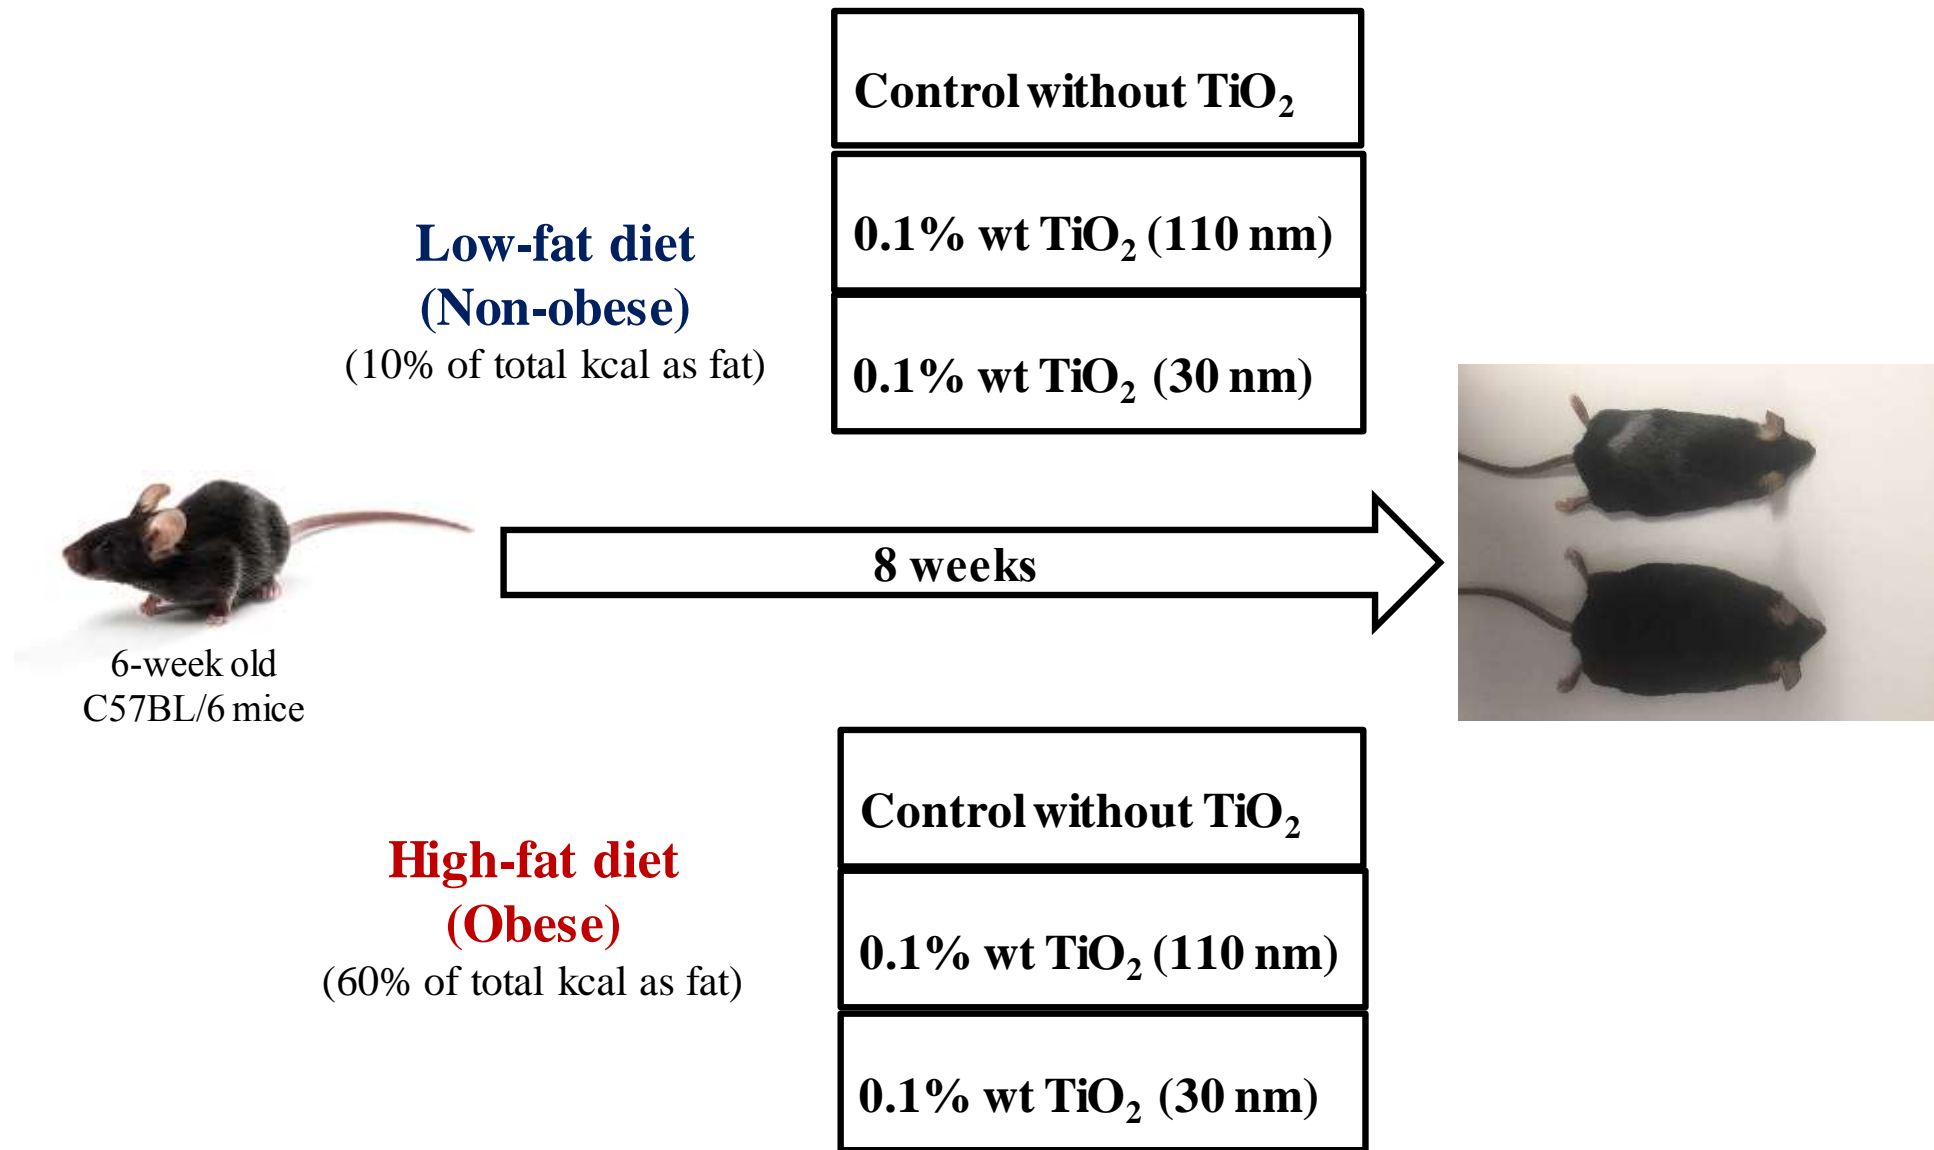 Control without TiO₂
0.1% wt TiO₂ (110 nm)
0.1% wt TiO₂ (30 nm)
Low-fat diet
(Non-obese)
(10% of total kcal as fat)
8 weeks
6-week old
C57BL/6 mice
High-fat diet
(Obese)
(60% of total kcal as fat)
Control without TiO₂
0.1% wt TiO₂ (110 nm)
0.1% wt TiO₂ (30 nm)